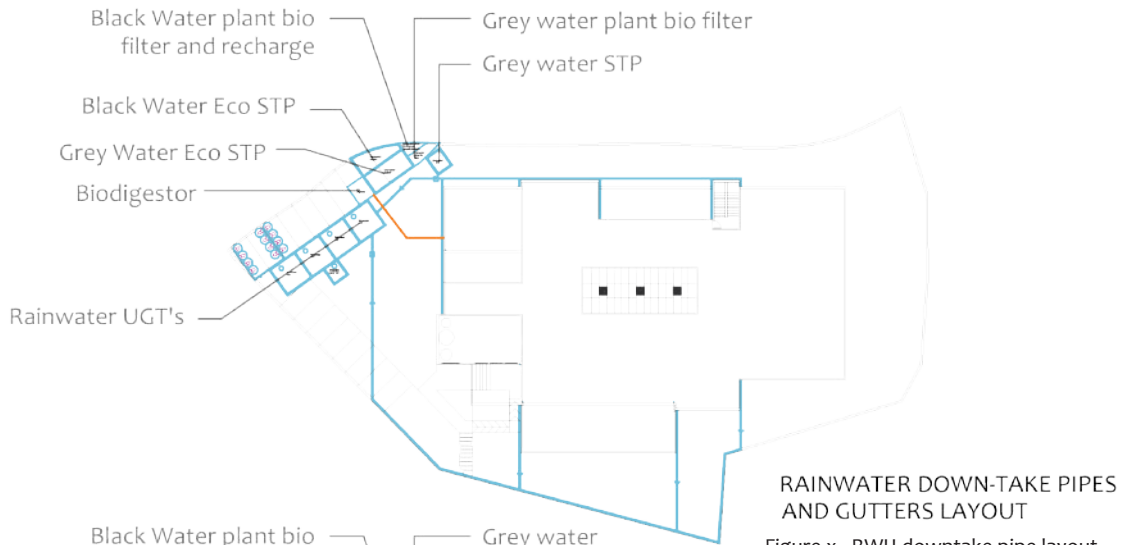 Black Water plant bio
filter and recharge
Grey water plant bio filter
Grey water STP
Black Water Eco STP
Grey Water Eco STP
Biodigestor
Rainwater UGT's
RAINWATER DOWN-TAKE PIPES
AND GUTTERS LAYOUT
Black Water plant bio
Grey water